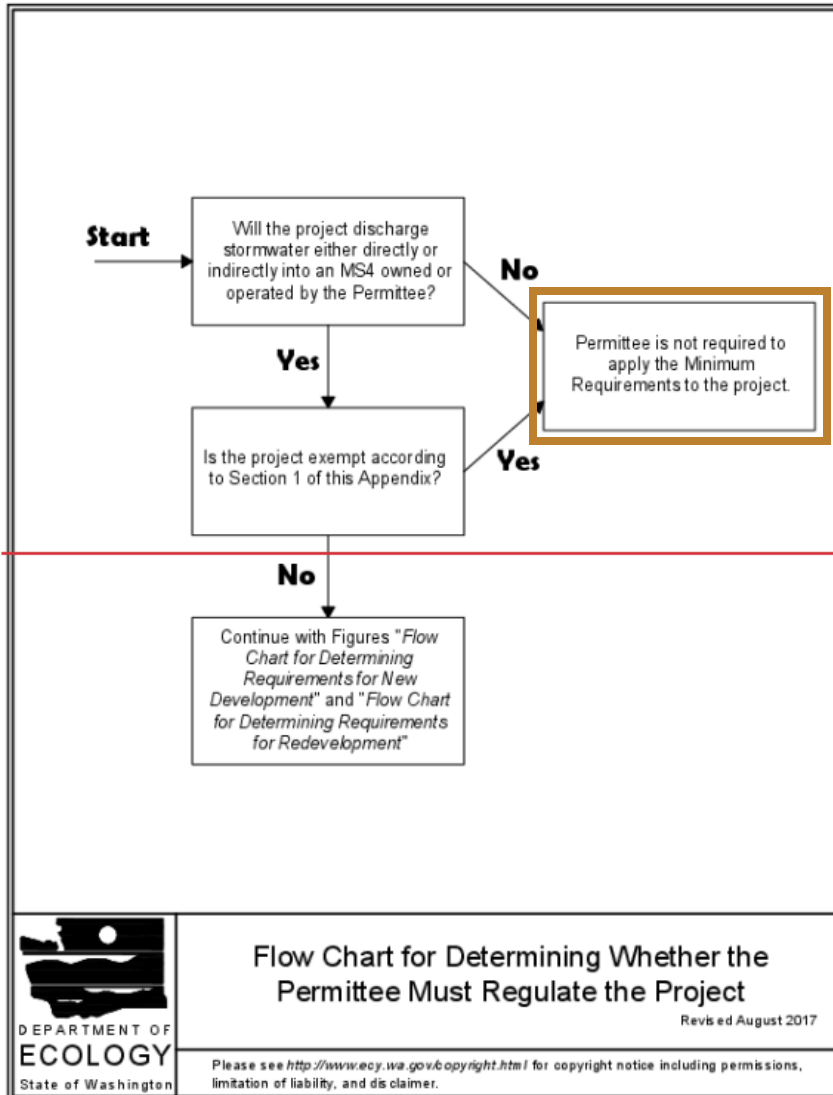 Start
Will the project discharge
stormwater either directly or
indirectly into an MS4 owned or
operated by the Permittee?
No
Permittee is not required to
apply the Minimum
Requirements to the project.
Yes
Is the project exempt according
to Section 1 of this Appendix?
Yes
No
Continue with Figures "Flow
Chart for Determining
Requirements for New
Development" and "Flow Chart
for Determining Requirements
for Redevelopment"
DEPARTMENT OF
ECOLOGY
State of Washington
Flow Chart for Determining Whether the
Permittee Must Regulate the Project
Revised August 2017
Please see http://www.ecy.wa.gov/copyright.html for copyright notice including permissions,
limitation of liability, and disclaimer.